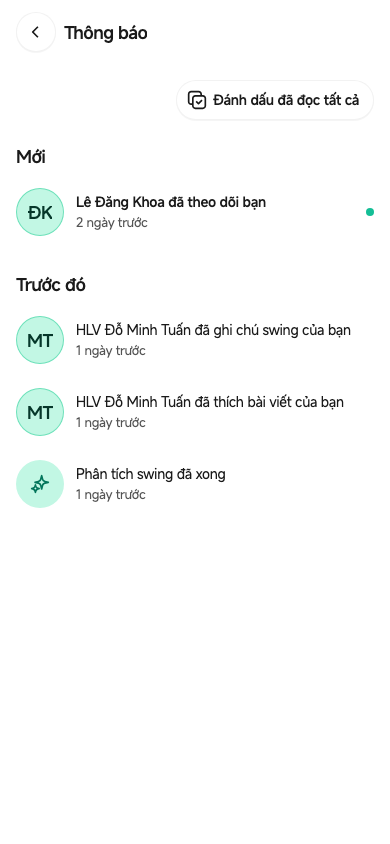 Thông báo
Đánh dấu đã đọc tất cả
Mới
ĐK
Lê Đăng Khoa đã theo dõi bạn
2 ngày trước
Trước đó
MT
HLV Đỗ Minh Tuấn đã ghi chú swing của bạn
1 ngày trước
MT
HLV Đỗ Minh Tuấn đã thích bài viết của bạn
1 ngày trước
Phân tích swing đã xong
1 ngày trước